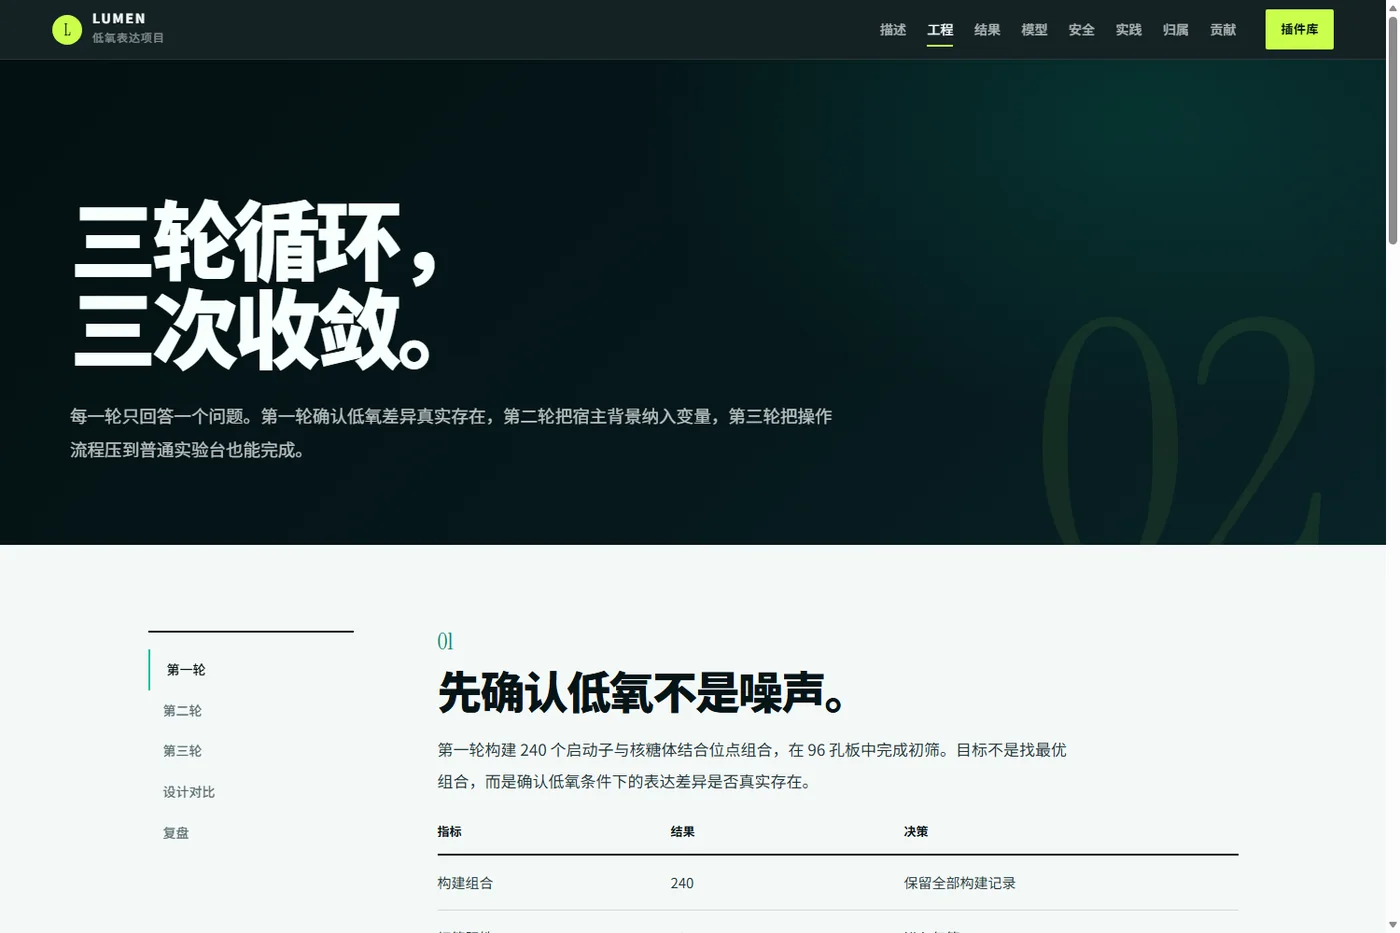 L
LUMEN
低氧表达项目
描述 工程 结果 模型 安全 实践 归属 贡献 插件库
三轮循环，
三次收敛。
每一轮只回答一个问题。第一轮确认低氧差异真实存在，第二轮把宿主背景纳入变量，第三轮把操作
流程压到普通实验台也能完成。
02
第一轮
第二轮
第三轮
设计对比
复盘
01
先确认低氧不是噪声。
第一轮构建 240 个启动子与核糖体结合位点组合，在 96 孔板中完成初筛。目标不是找最优
组合，而是确认低氧条件下的表达差异是否真实存在。
指标 结果 决策
构建组合 240 保留全部构建记录